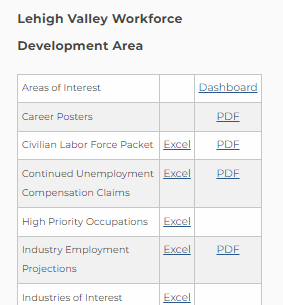 Lehigh Valley Workforce
Development Area
Areas of Interest Dashboard
Career Posters PDF
Civilian Labor Force Packet Excel PDF
Continued Unemployment Excel PDF
Compensation Claims
High Priority Occupations Excel
Industry Employment Excel PDF
Projections
Industries of Interest Excel